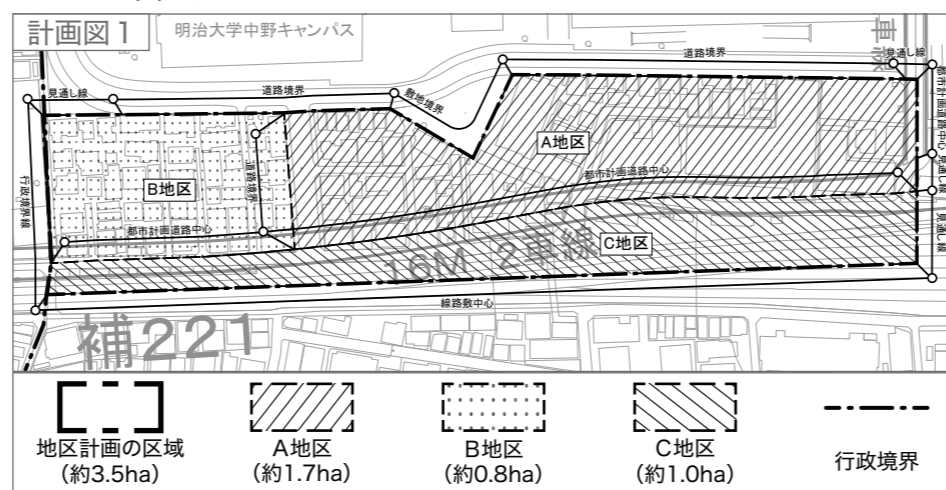 計画図1
明治大学中野キャンパス
車線
見通し線
道路境界
敷地境界
道路境界
見通し線
都市計画道路中心
見通し線
見通し線
A地区
B地区
道路境界
都市計画道路中心
都市計画道路中心
行政境界線
C地区
16M 2車線
線路敷中心
補221
地区計画の区域
(約3.5ha)
A地区
(約1.7ha)
B地区
(約0.8ha)
C地区
(約1.0ha)
行政境界